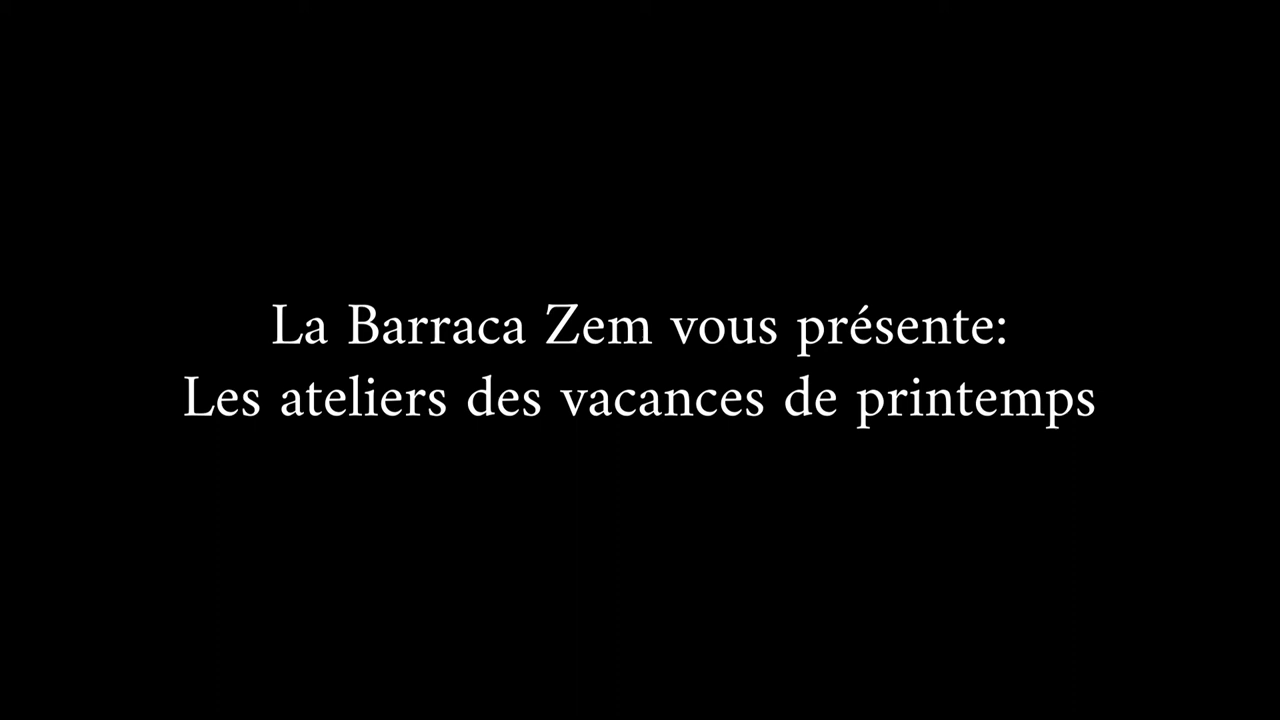 La Barraca Zem vous présente:
Les ateliers des vacances de printemps